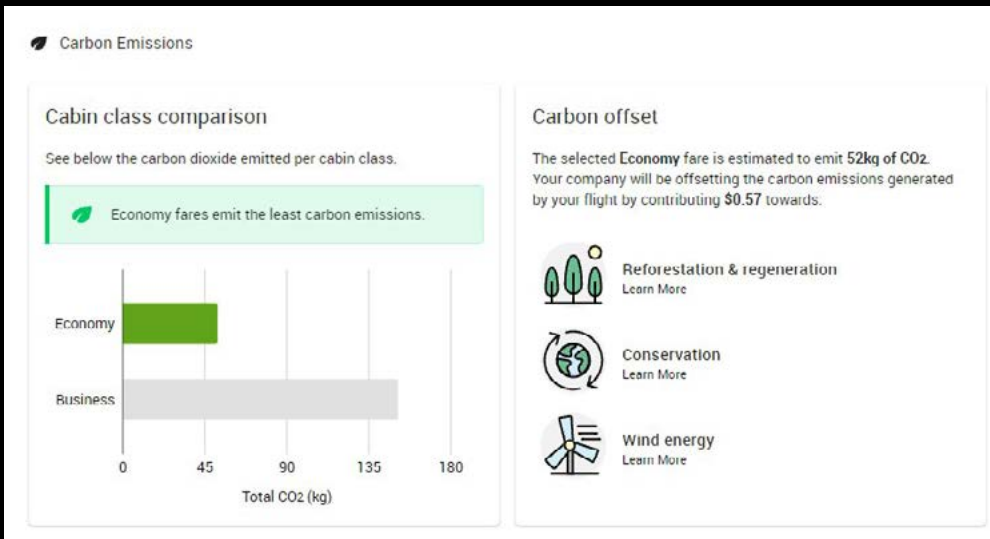 Carbon Emissions
Cabin class comparison
See below the carbon dioxide emitted per cabin class.
Economy fares emit the least carbon emissions.
Economy
Business
0 45 90 135 180
Total CO2 (kg)
Carbon offset
The selected Economy fare is estimated to emit 52kg of CO2.
Your company will be offsetting the carbon emissions generated
by your flight by contributing $0.57 towards:
Reforestation & regeneration
Learn More
Conservation
Learn More
Wind energy
Learn More